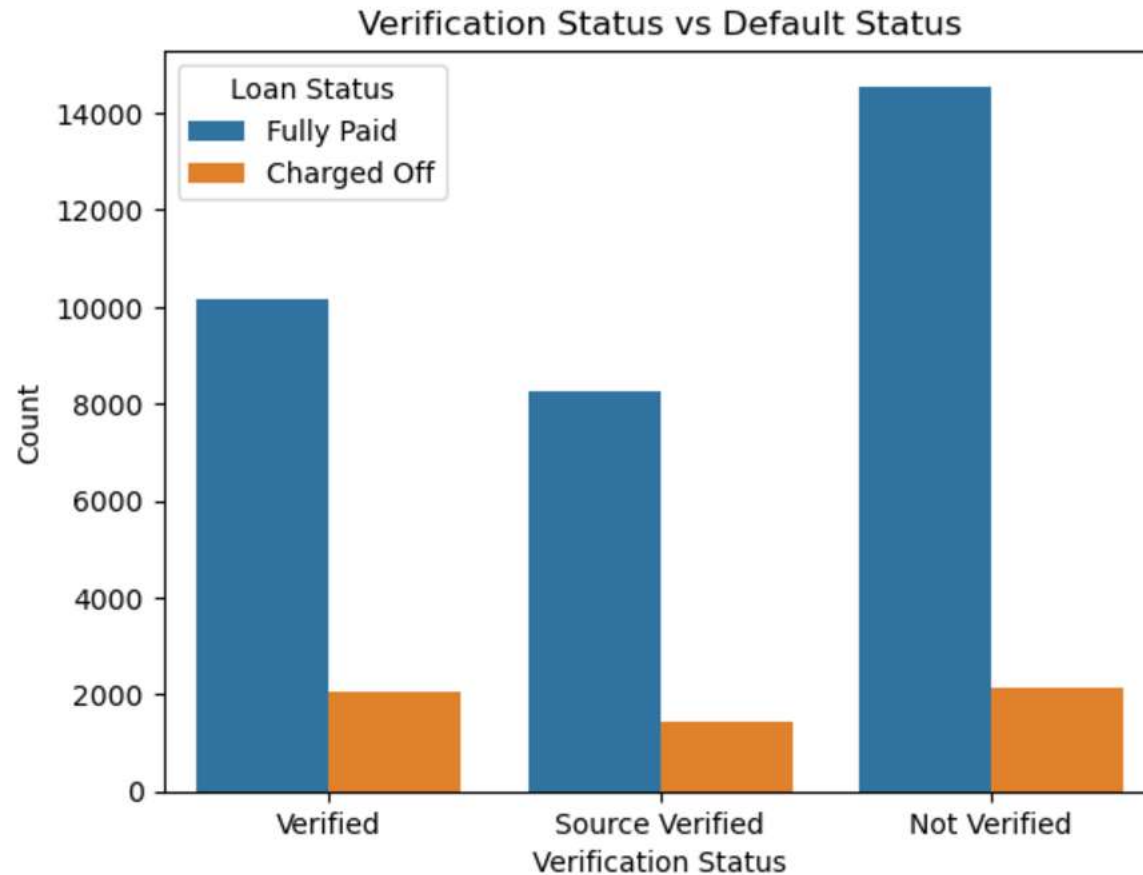 Verification Status vs Default Status
Loan Status
Fully Paid
Charged Off
14000
12000
10000
8000
6000
4000
2000
0
Count
Verified
Source Verified
Not Verified
Verification Status